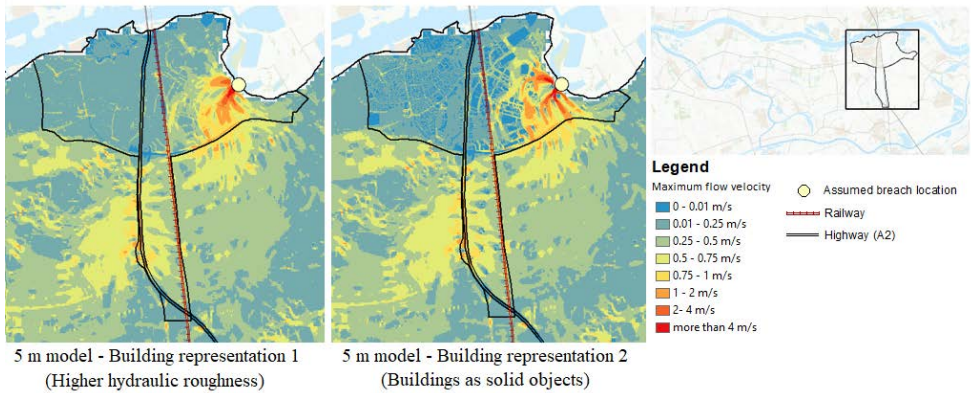 Legend
Maximum flow velocity
0 - 0.01 m/s
0.01 - 0.25 m/s
0.25 - 0.5 m/s
0.5 - 0.75 m/s
0.75 - 1 m/s
1 - 2 m/s
2- 4 m/s
more than 4 m/s
Assumed breach location
Railway
Highway (A2)
5 m model - Building representation 1
(Higher hydraulic roughness)
5 m model - Building representation 2
(Buildings as solid objects)